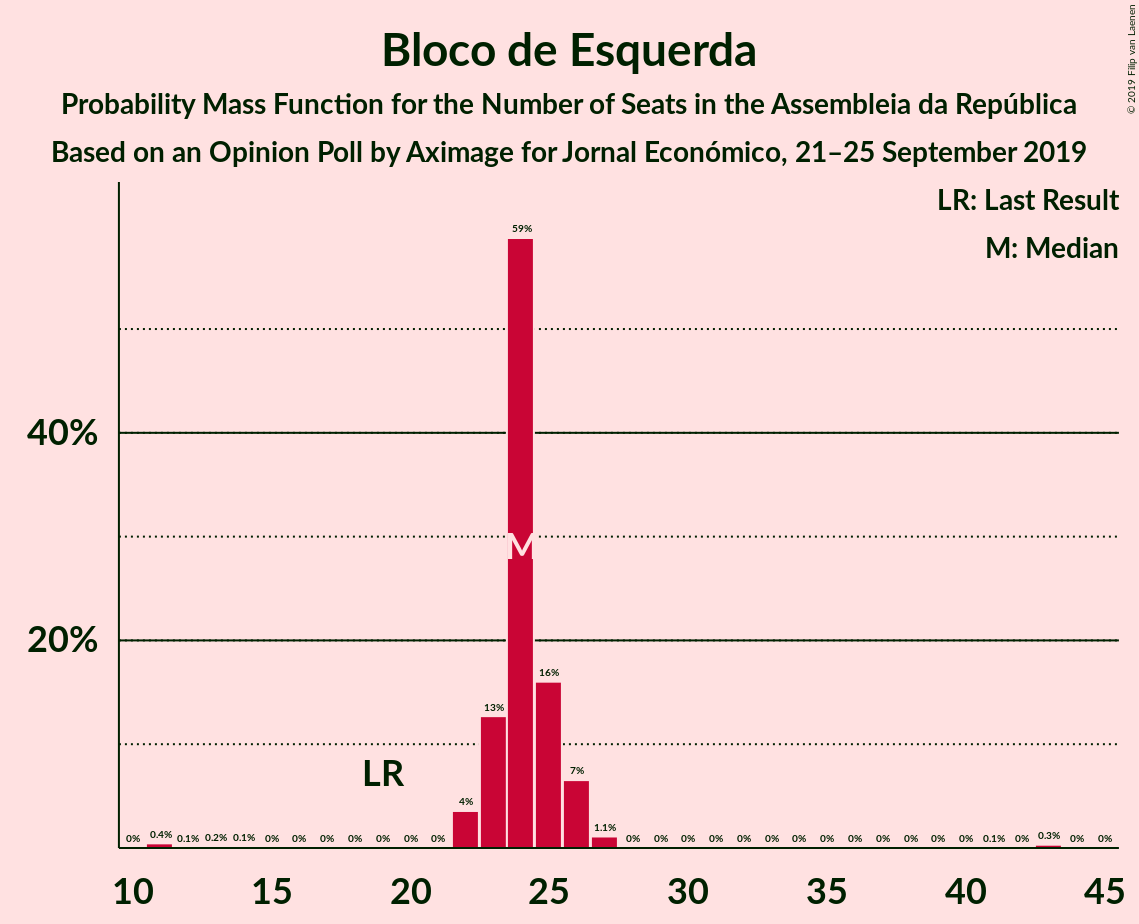 Bloco de Esquerda
Probability Mass Function for the Number of Seats in the Assembleia da República
Based on an Opinion Poll by Aximage for Jornal Económico, 21–25 September 2019
© 2019 Filip van Laenen
LR: Last Result
M: Median
59%
40%
M
20%
16%
13%
LR
7%
4%
0% 0.4% 0.1% 0.2% 0.1% 0% 0% 0% 0% 0% 0% 0% 1.1% 0% 0% 0% 0% 0% 0% 0% 0% 0% 0% 0% 0% 0% 0.1% 0% 0.3% 0% 0%
10 15 20 25 30 35 40 45